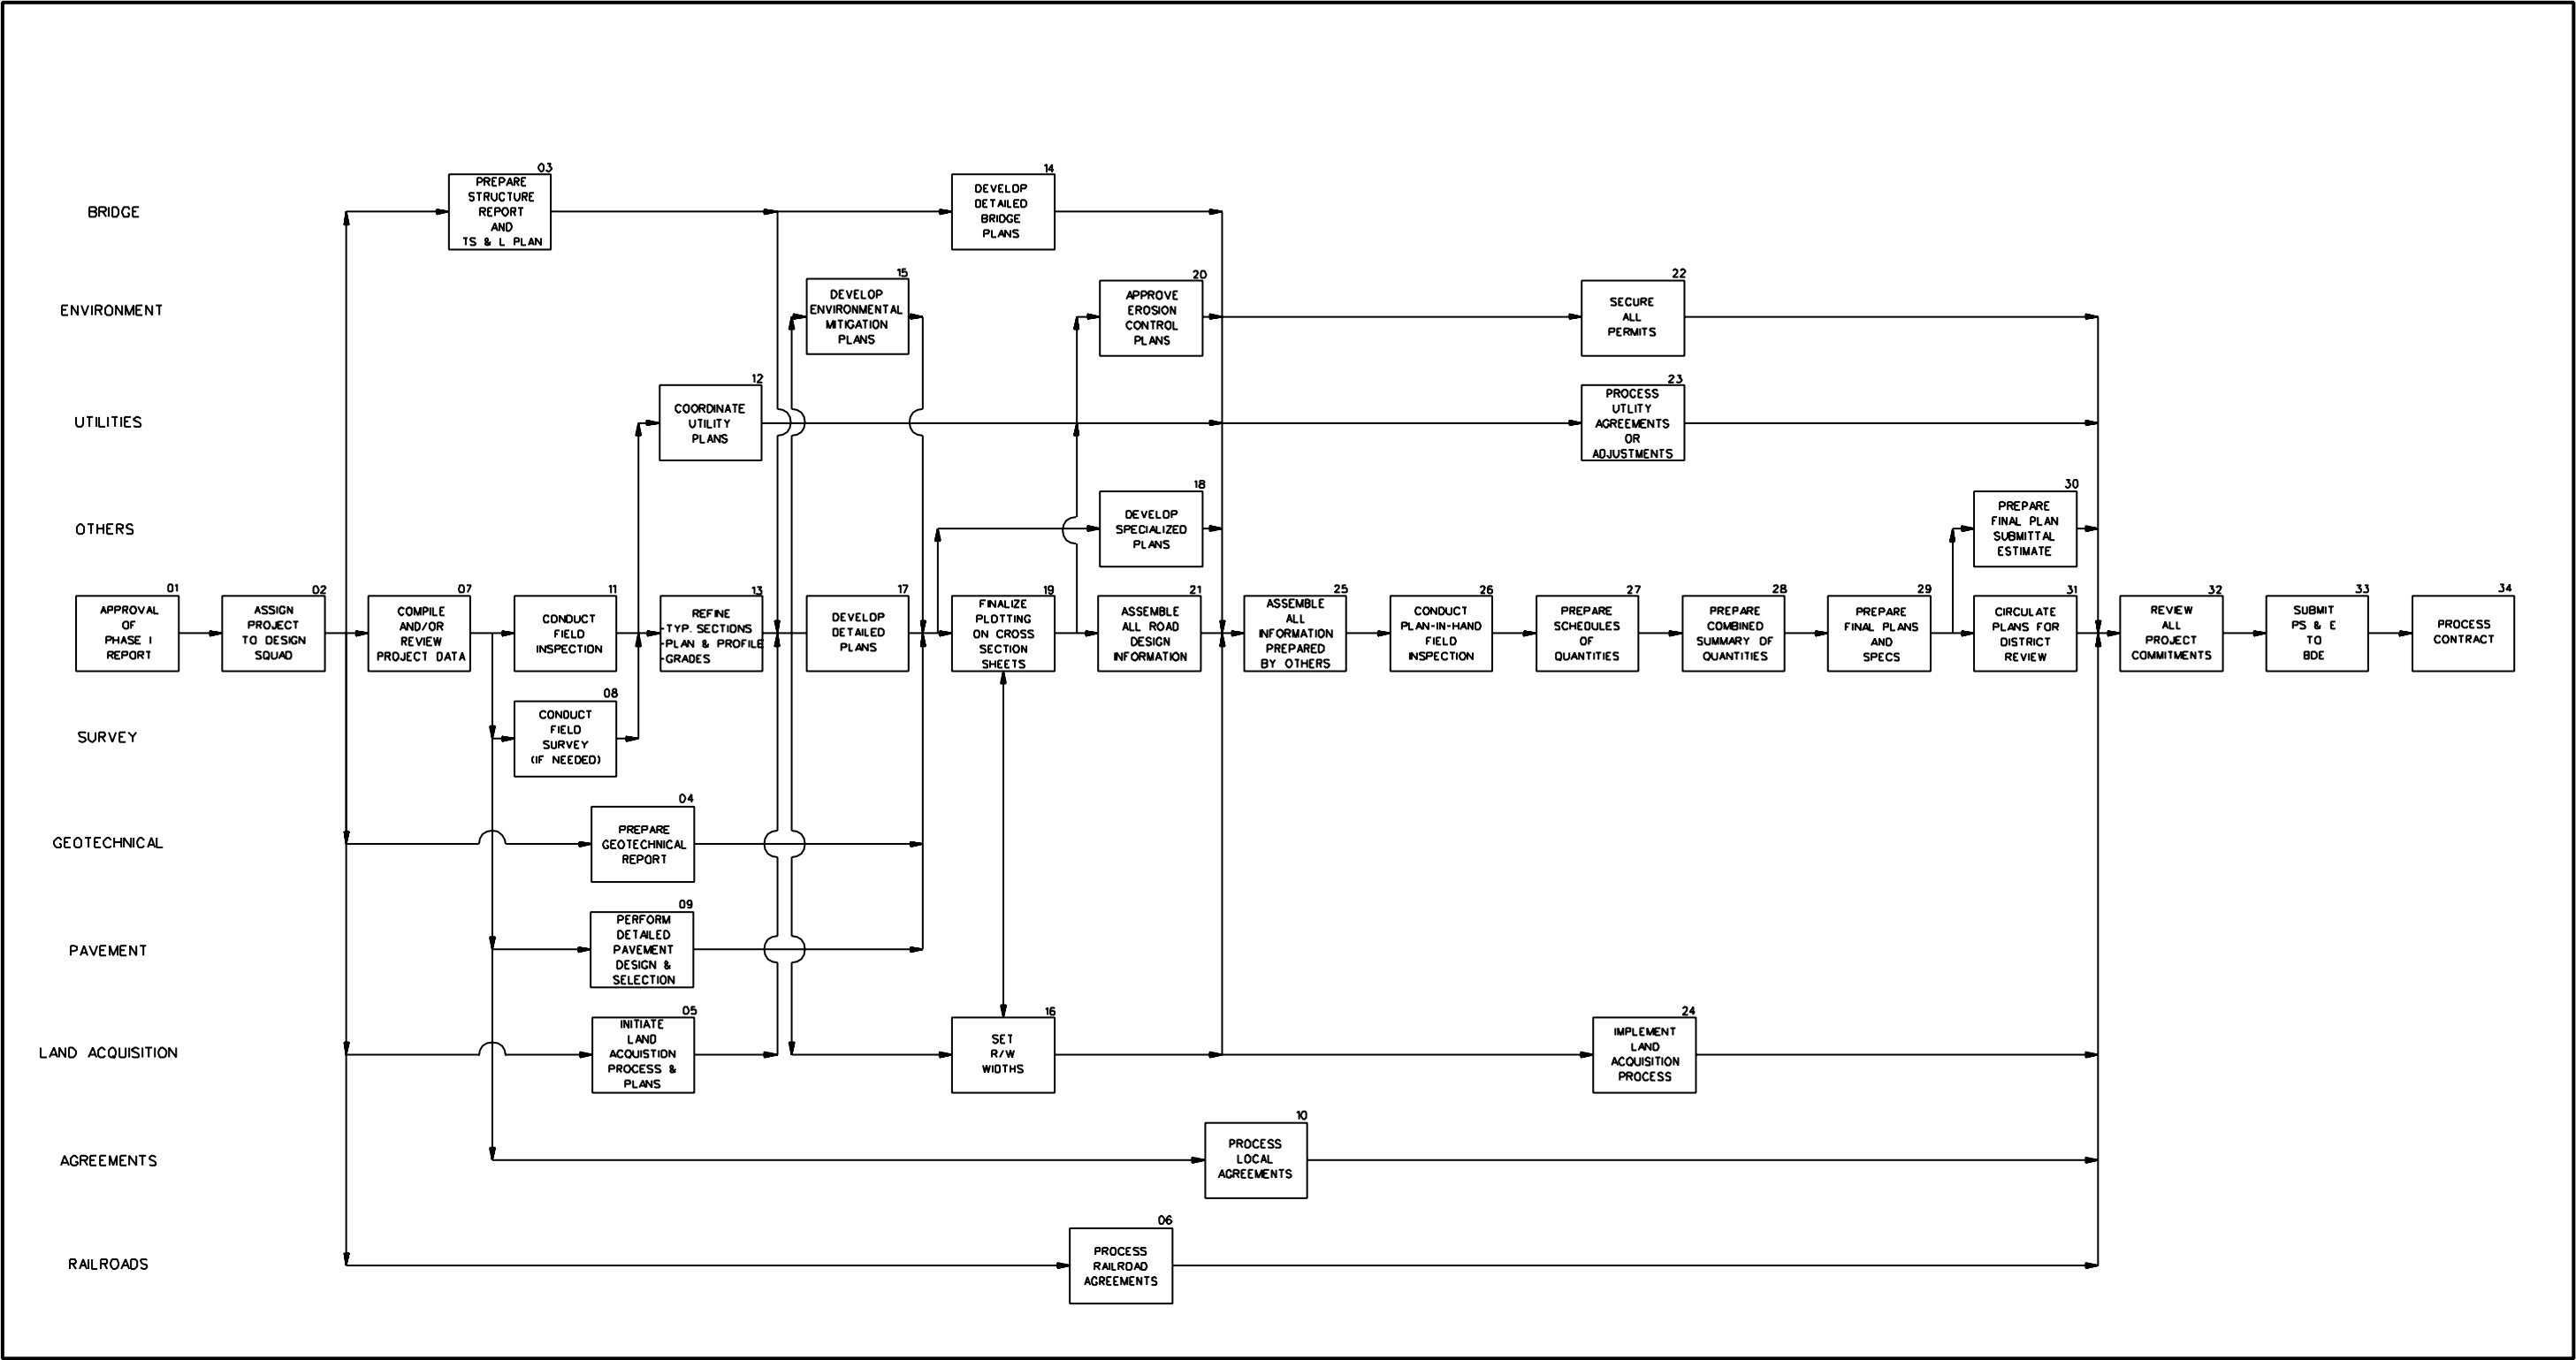 03
PREPARE
STRUCTURE
REPORT
AND
TS & L PLAN
14
DEVELOP
DETAILED
BRIDGE
PLANS
BRIDGE
15
DEVELOP
ENVIRONMENTAL
MITIGATION
PLANS
20
APPROVE
EROSION
CONTROL
PLANS
22
SECURE
ALL
PERMITS
ENVIRONMENT
12
COORDINATE
UTILITY
PLANS
23
PROCESS
UTLITY
AGREEMENTS
OR
ADJUSTMENTS
UTILITIES
18
DEVELOP
SPECIALIZED
PLANS
30
PREPARE
FINAL PLAN
SUBMITTAL
ESTIMATE
OTHERS
01
APPROVAL
OF
PHASE I
REPORT
02
ASSIGN
PROJECT
TO DESIGN
SQUAD
07
COMPILE
AND/OR
REVIEW
PROJECT DATA
11
CONDUCT
FIELD
INSPECTION
13
REFINE
-TYP. SECTIONS
-PLAN & PROFILE
-GRADES
17
DEVELOP
DETAILED
PLANS
19
FINALIZE
PLOTTING
ON CROSS
SECTION
SHEETS
21
ASSEMBLE
ALL ROAD
DESIGN
INFORMATION
25
ASSEMBLE
ALL
INFORMATION
PREPARED
BY OTHERS
26
CONDUCT
PLAN-IN-HAND
FIELD
INSPECTION
27
PREPARE
SCHEDULES
OF
QUANTITIES
28
PREPARE
COMBINED
SUMMARY OF
QUANTITIES
29
PREPARE
FINAL PLANS
AND
SPECS
31
CIRCULATE
PLANS FOR
DISTRICT
REVIEW
32
REVIEW
ALL
PROJECT
COMMITMENTS
33
SUBMIT
PS & E
TO
BDE
34
PROCESS
CONTRACT
08
CONDUCT
FIELD
SURVEY
(IF NEEDED)
SURVEY
04
PREPARE
GEOTECHNICAL
REPORT
GEOTECHNICAL
09
PERFORM
DETAILED
PAVEMENT
DESIGN &
SELECTION
PAVEMENT
05
INITIATE
LAND
ACQUISTION
PROCESS &
PLANS
16
SET
R/W
WIDTHS
24
IMPLEMENT
LAND
ACQUISITION
PROCESS
LAND ACQUISITION
10
PROCESS
LOCAL
AGREEMENTS
AGREEMENTS
06
PROCESS
RAILROAD
AGREEMENTS
RAILROADS